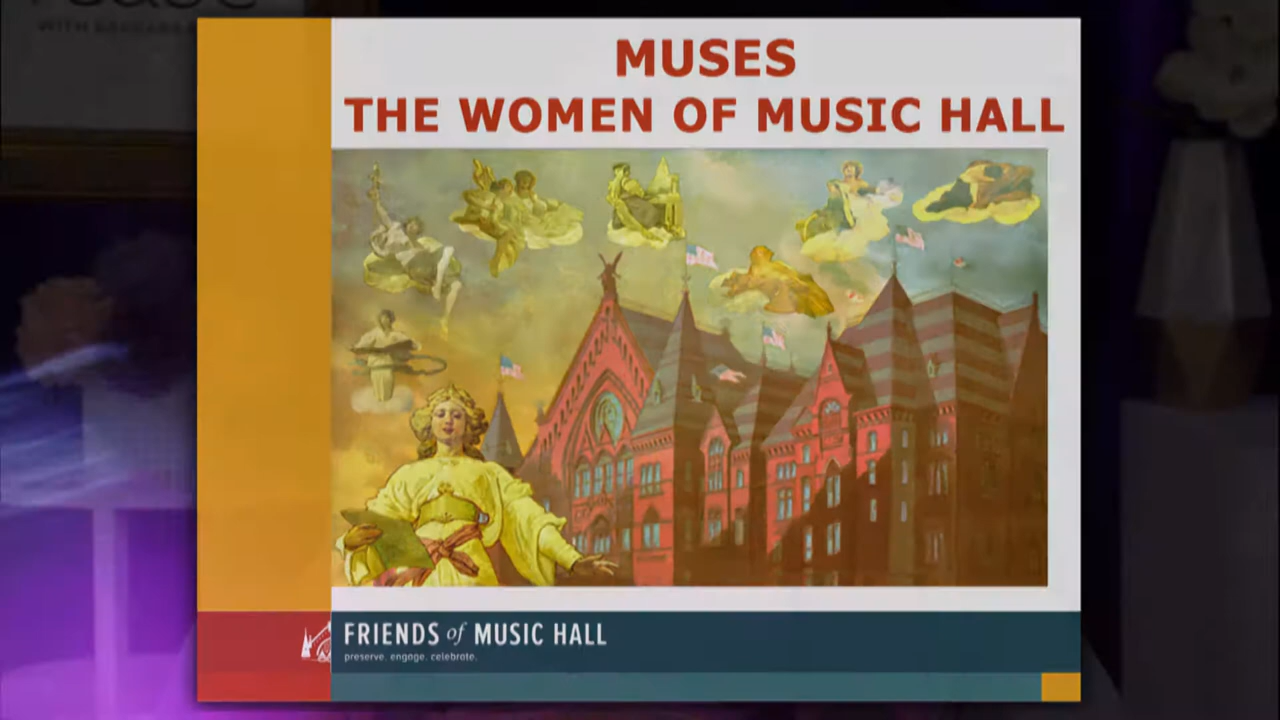 MUSES
THE WOMEN OF MUSIC HALL
FRIENDS of MUSIC HALL
preserve. engage. celebrate.